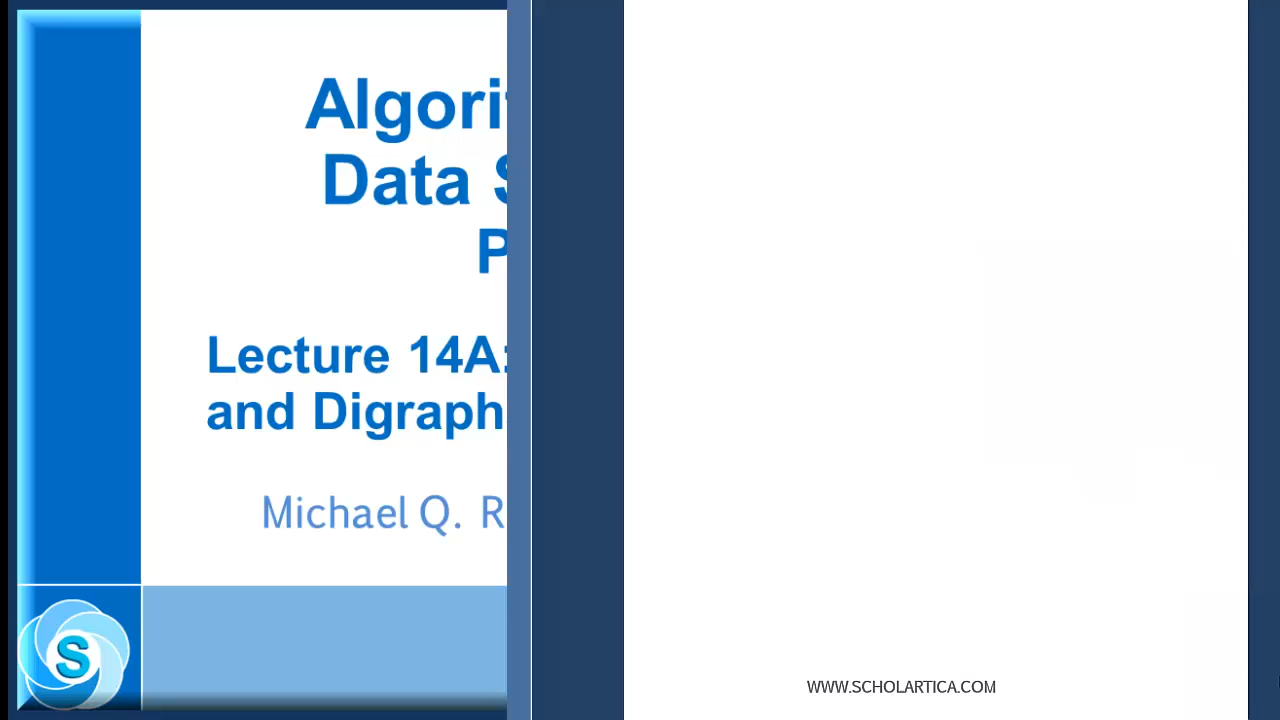 Algori
Data S
P
Lecture 14A:
and Digraph
Michael Q. R
S
WWW.SCHOLARTICA.COM